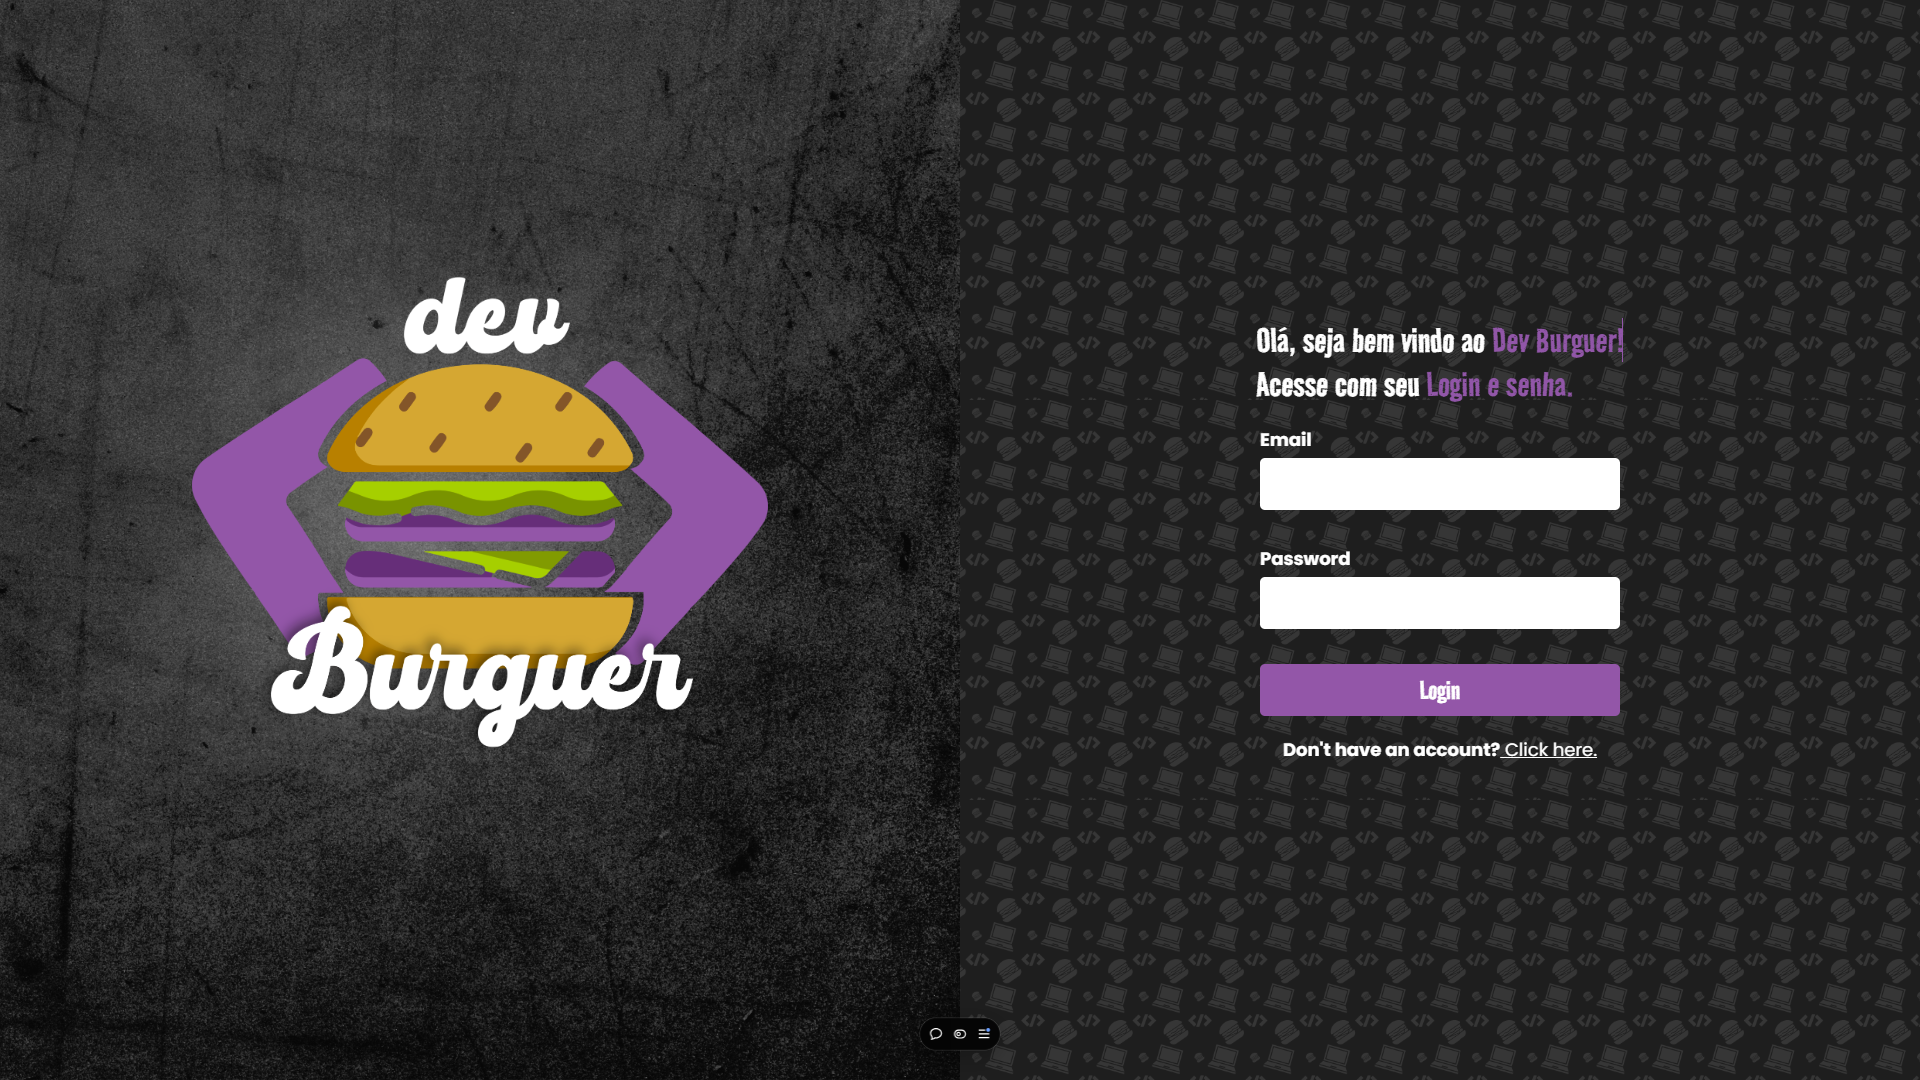 dev
Burguer
Olá, seja bem vindo ao Dev Burguer!
Acesse com seu Login e senha.
Email
Password
Login
Don't have an account? Click here.